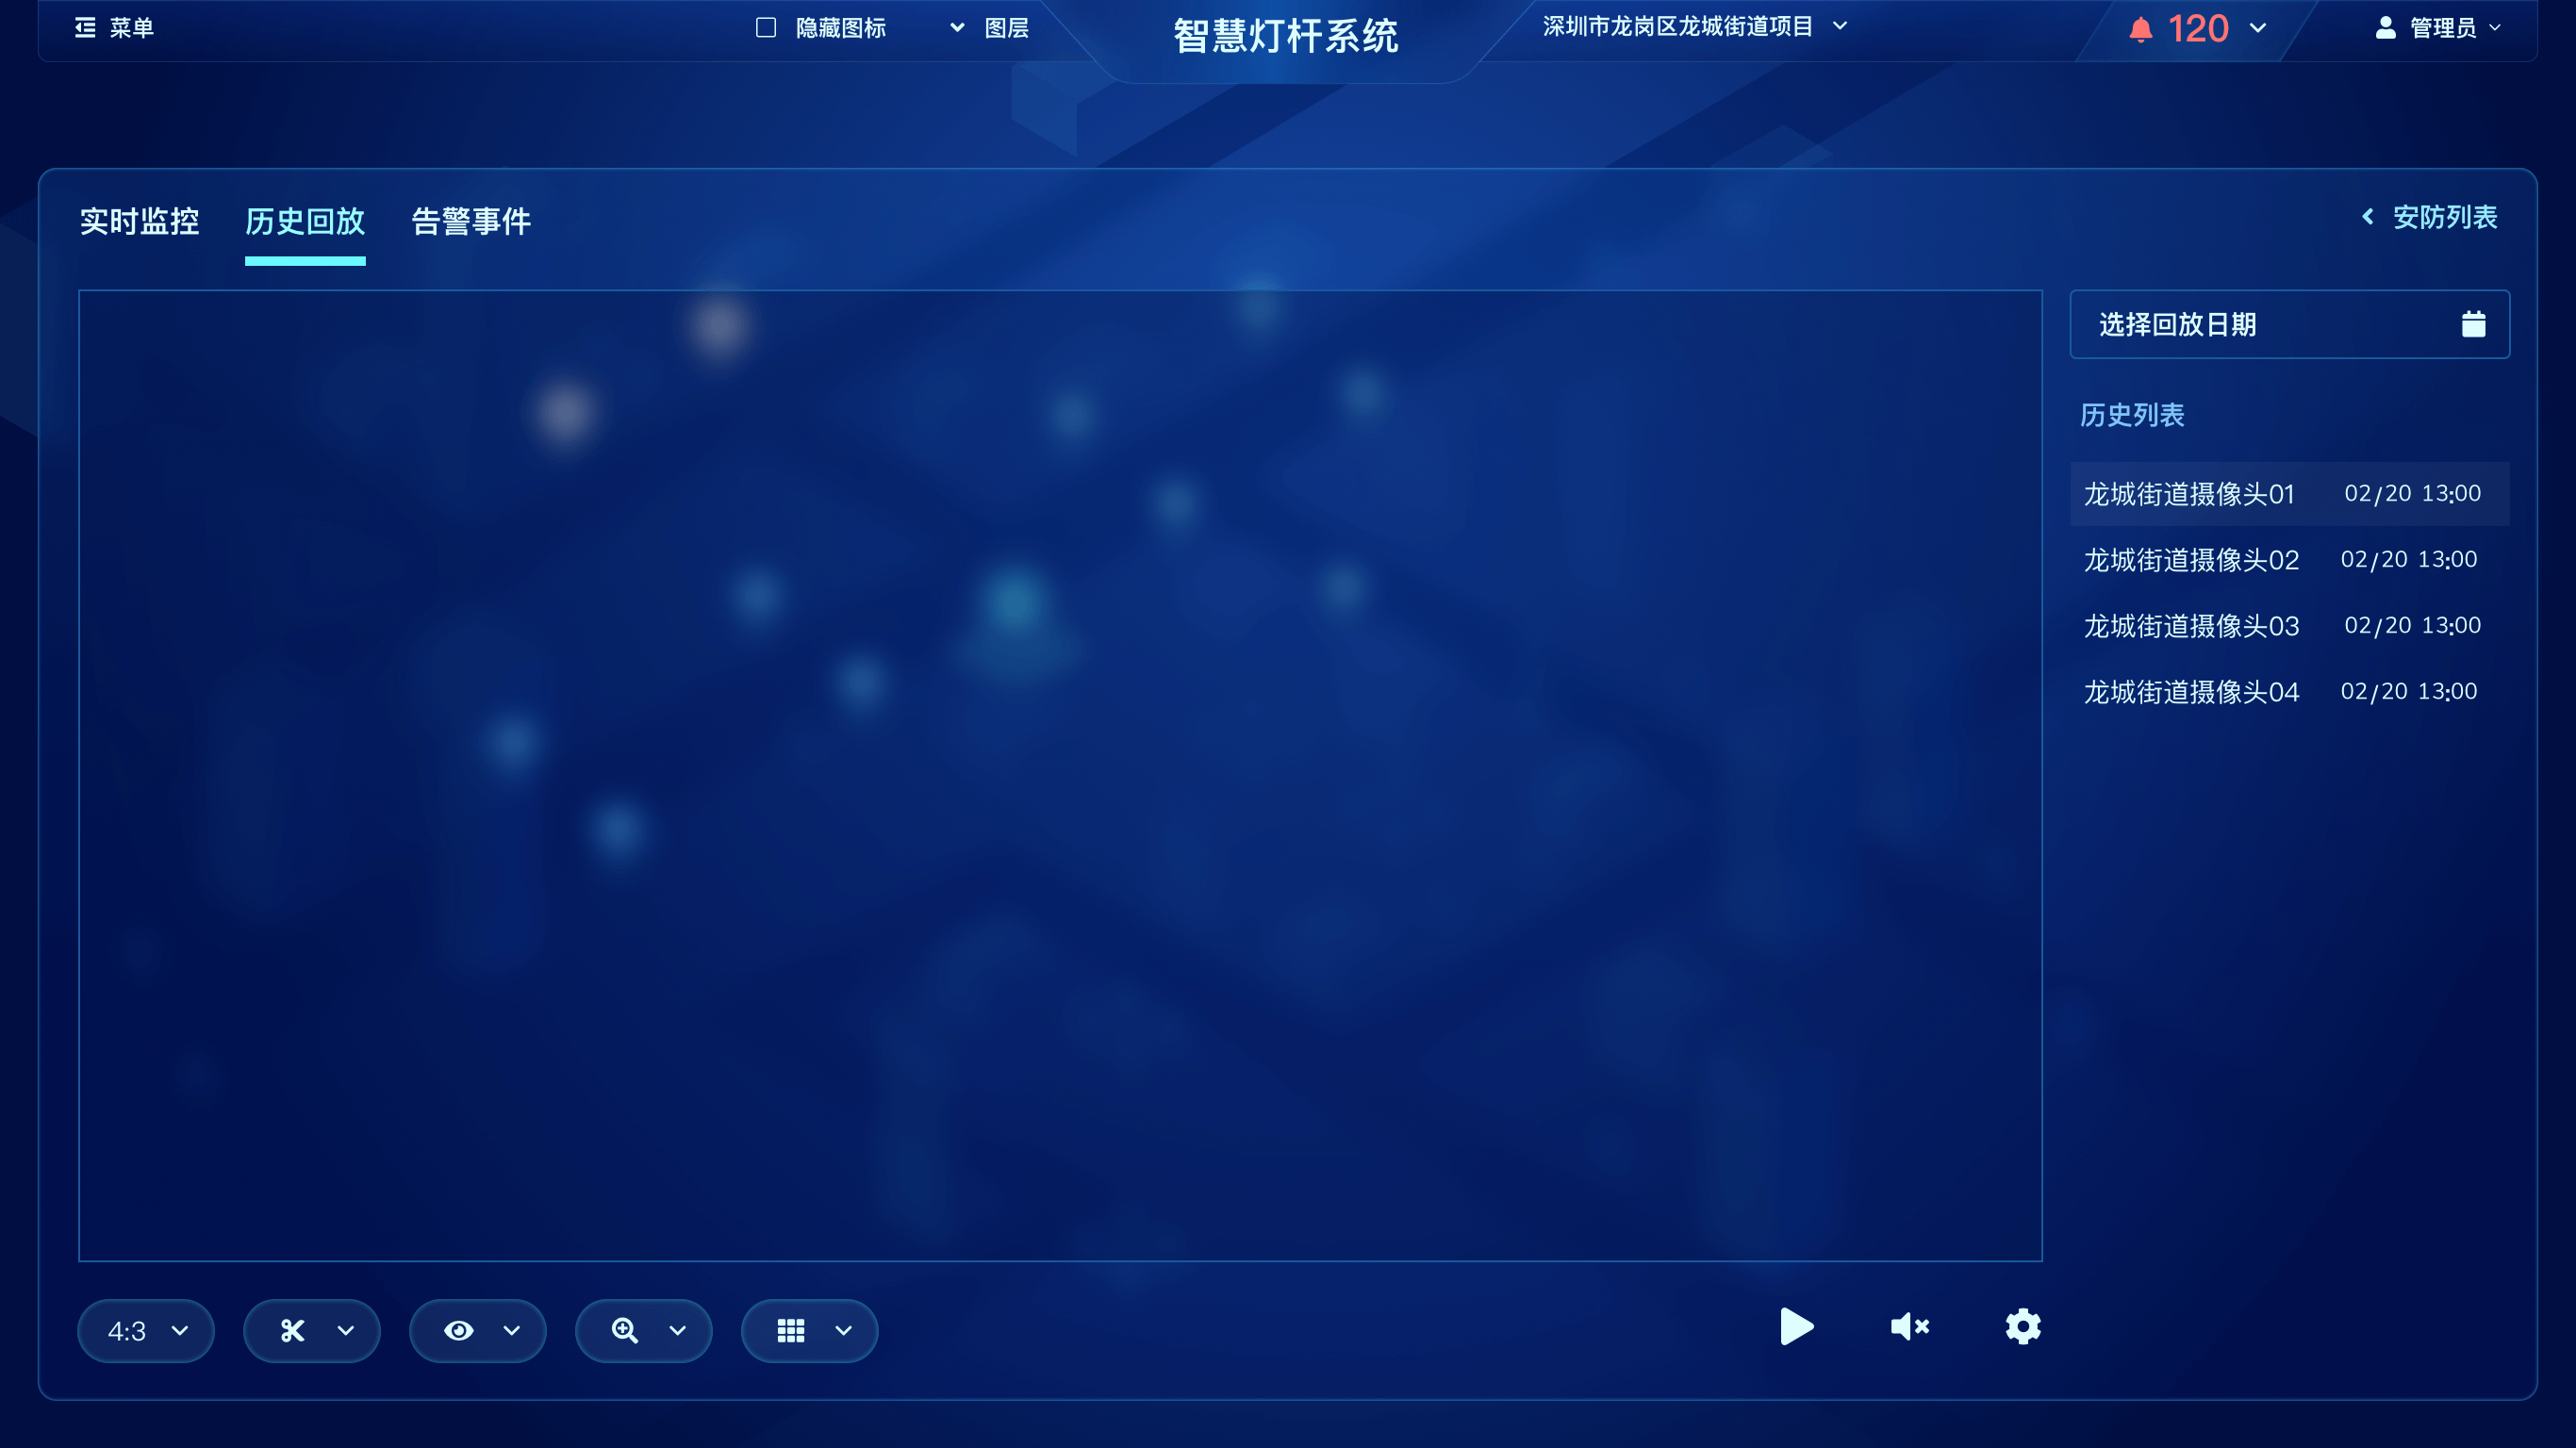 菜单
隐藏图标
图层
智慧灯杆系统
深圳市龙岗区龙城街道项目
120
管理员
实时监控
历史回放
告警事件
安防列表
选择回放日期
历史列表
龙城街道摄像头01 02/20 13:00
龙城街道摄像头02 02/20 13:00
龙城街道摄像头03 02/20 13:00
龙城街道摄像头04 02/20 13:00
4:3